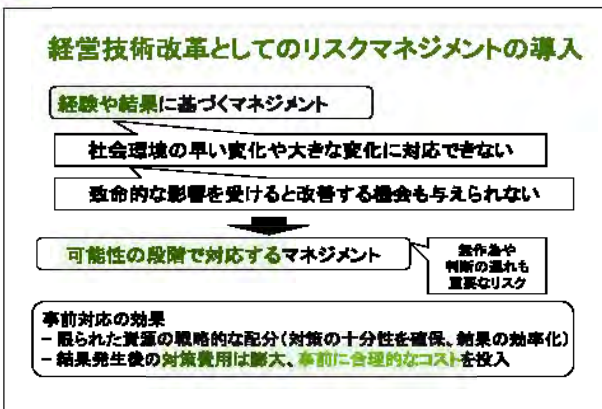 経営技術改革としてのリスクマネジメントの導入
経験や結果に基づくマネジメント
社会環境の早い変化や大きな変化に対応できない
致命的な影響を受けると改善する機会も与えられない
可能性の段階で対応するマネジメント
無作為や
判断の遅れも
重要なリスク
事前対応の効果
− 限られた資源の戦略的な配分(対策の十分性を確保、結果の効率化)
− 結果発生後の対策費用は膨大、事前に合理的なコストを投入